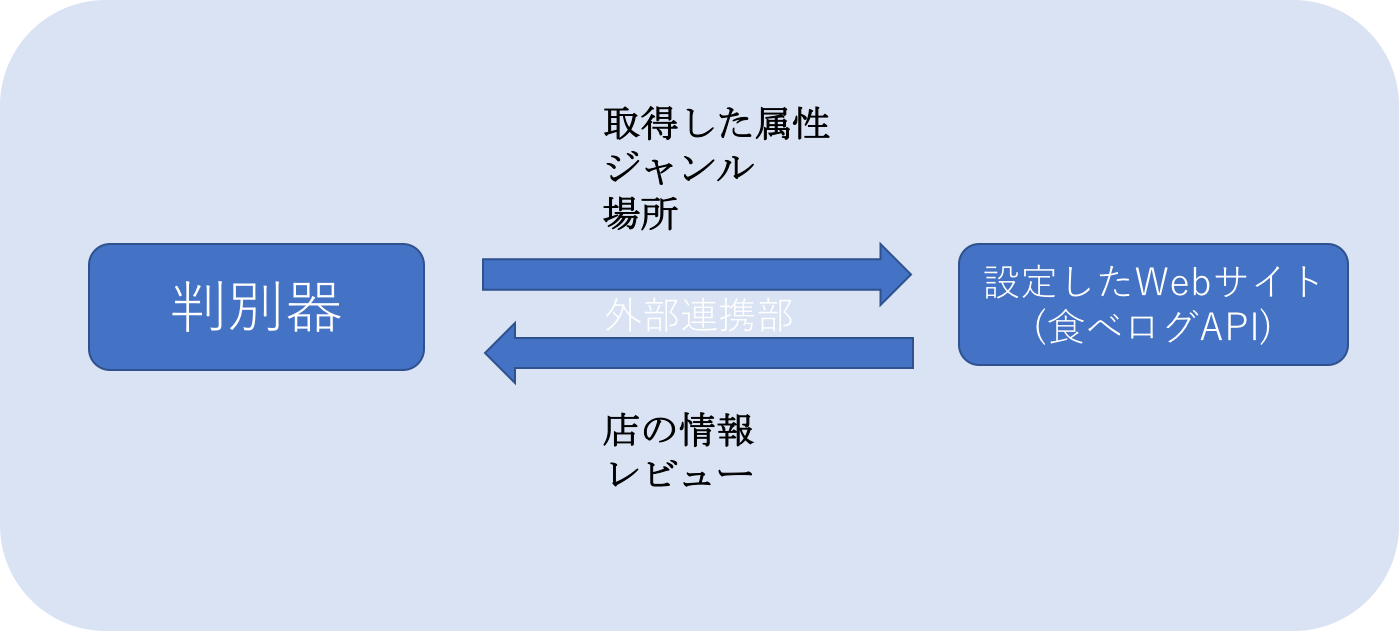 取得した属性
ジャンル
場所
判別器
外部連携部
設定したWebサイト
(食べログAPI)
店の情報
レビュー